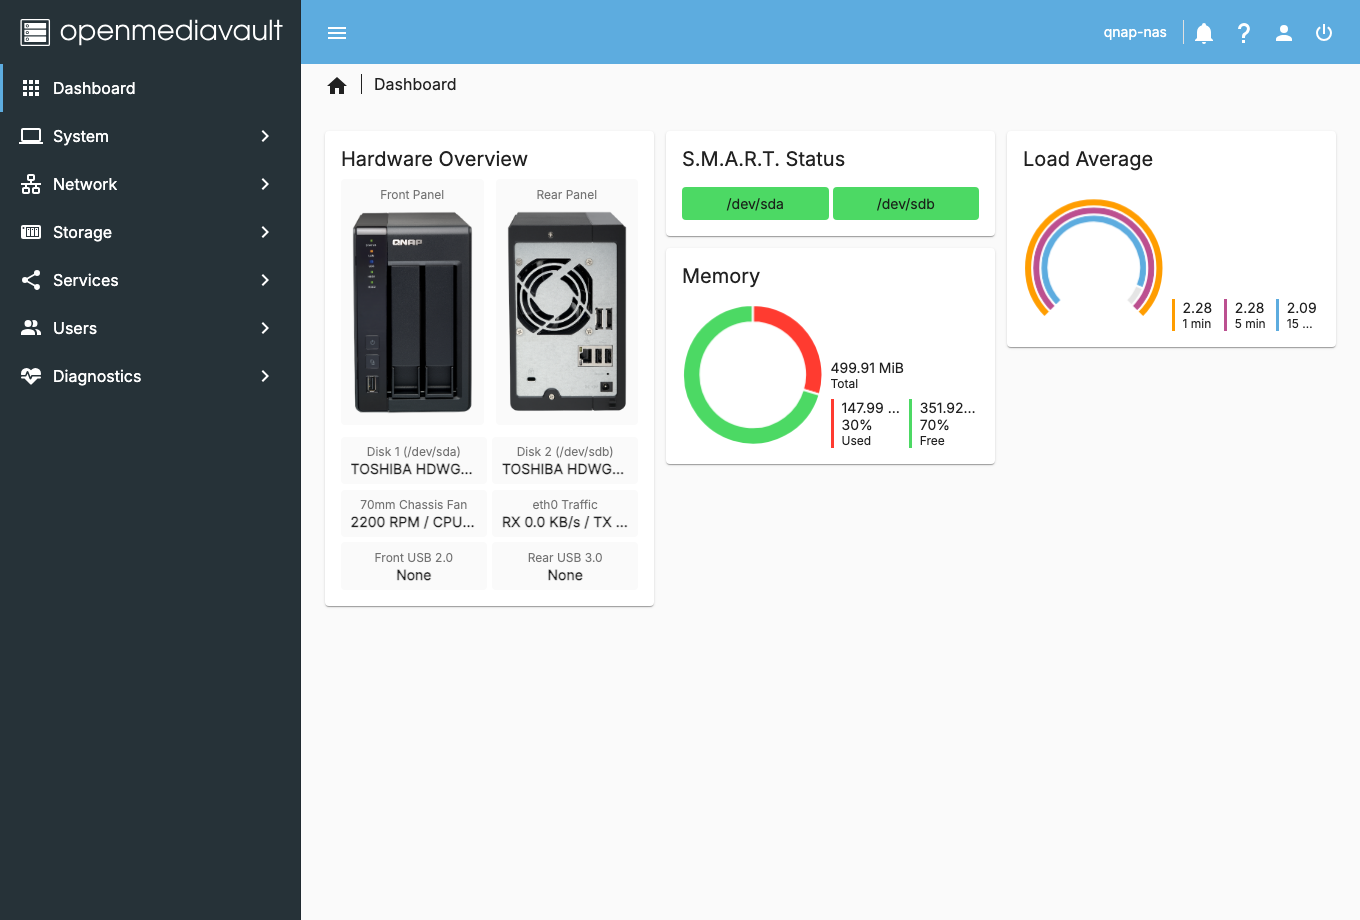 openmediavault
qnap-nas
Dashboard
System
Network
Storage
Services
Users
Diagnostics
Dashboard
Hardware Overview
Front Panel
Rear Panel
QNAP
Disk 1 (/dev/sda)
TOSHIBA HDWG...
Disk 2 (/dev/sdb)
TOSHIBA HDWG...
70mm Chassis Fan
2200 RPM / CPU...
eth0 Traffic
RX 0.0 KB/s / TX ...
Front USB 2.0
None
Rear USB 3.0
None
S.M.A.R.T. Status
/dev/sda
/dev/sdb
Memory
499.91 MiB
Total
147.99 ...
30%
Used
351.92...
70%
Free
Load Average
2.28
1 min
2.28
5 min
2.09
15 ...